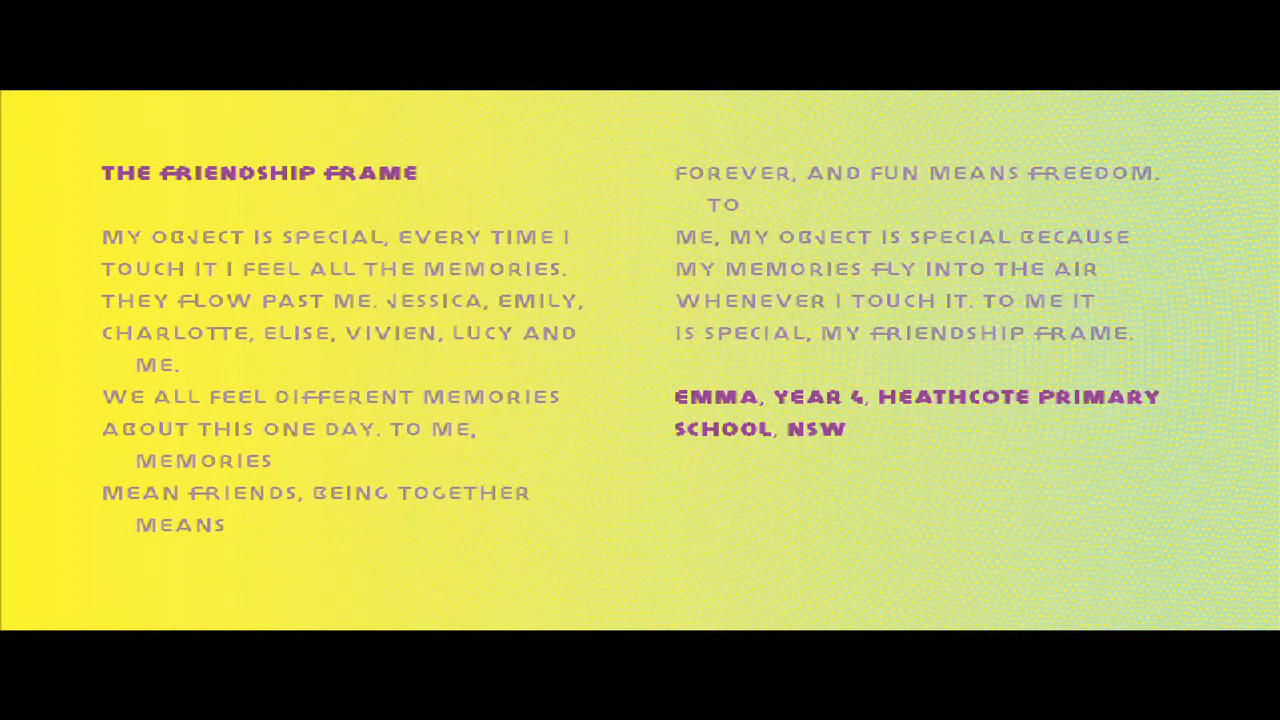 THE FRIENDSHIP FRAME
MY OBJECT IS SPECIAL, EVERY TIME I
TOUCH IT I FEEL ALL THE MEMORIES.
THEY FLOW PAST ME. JESSICA, EMILY,
CHARLOTTE, ELISE, VIVIEN, LUCY AND
ME.
WE ALL FEEL DIFFERENT MEMORIES
ABOUT THIS ONE DAY. TO ME,
MEMORIES
MEAN FRIENDS, BEING TOGETHER
MEANS
FOREVER, AND FUN MEANS FREEDOM.
TO
ME, MY OBJECT IS SPECIAL BECAUSE
MY MEMORIES FLY INTO THE AIR
WHENEVER I TOUCH IT. TO ME IT
IS SPECIAL, MY FRIENDSHIP FRAME.
EMMA, YEAR 4, HEATHCOTE PRIMARY
SCHOOL, NSW